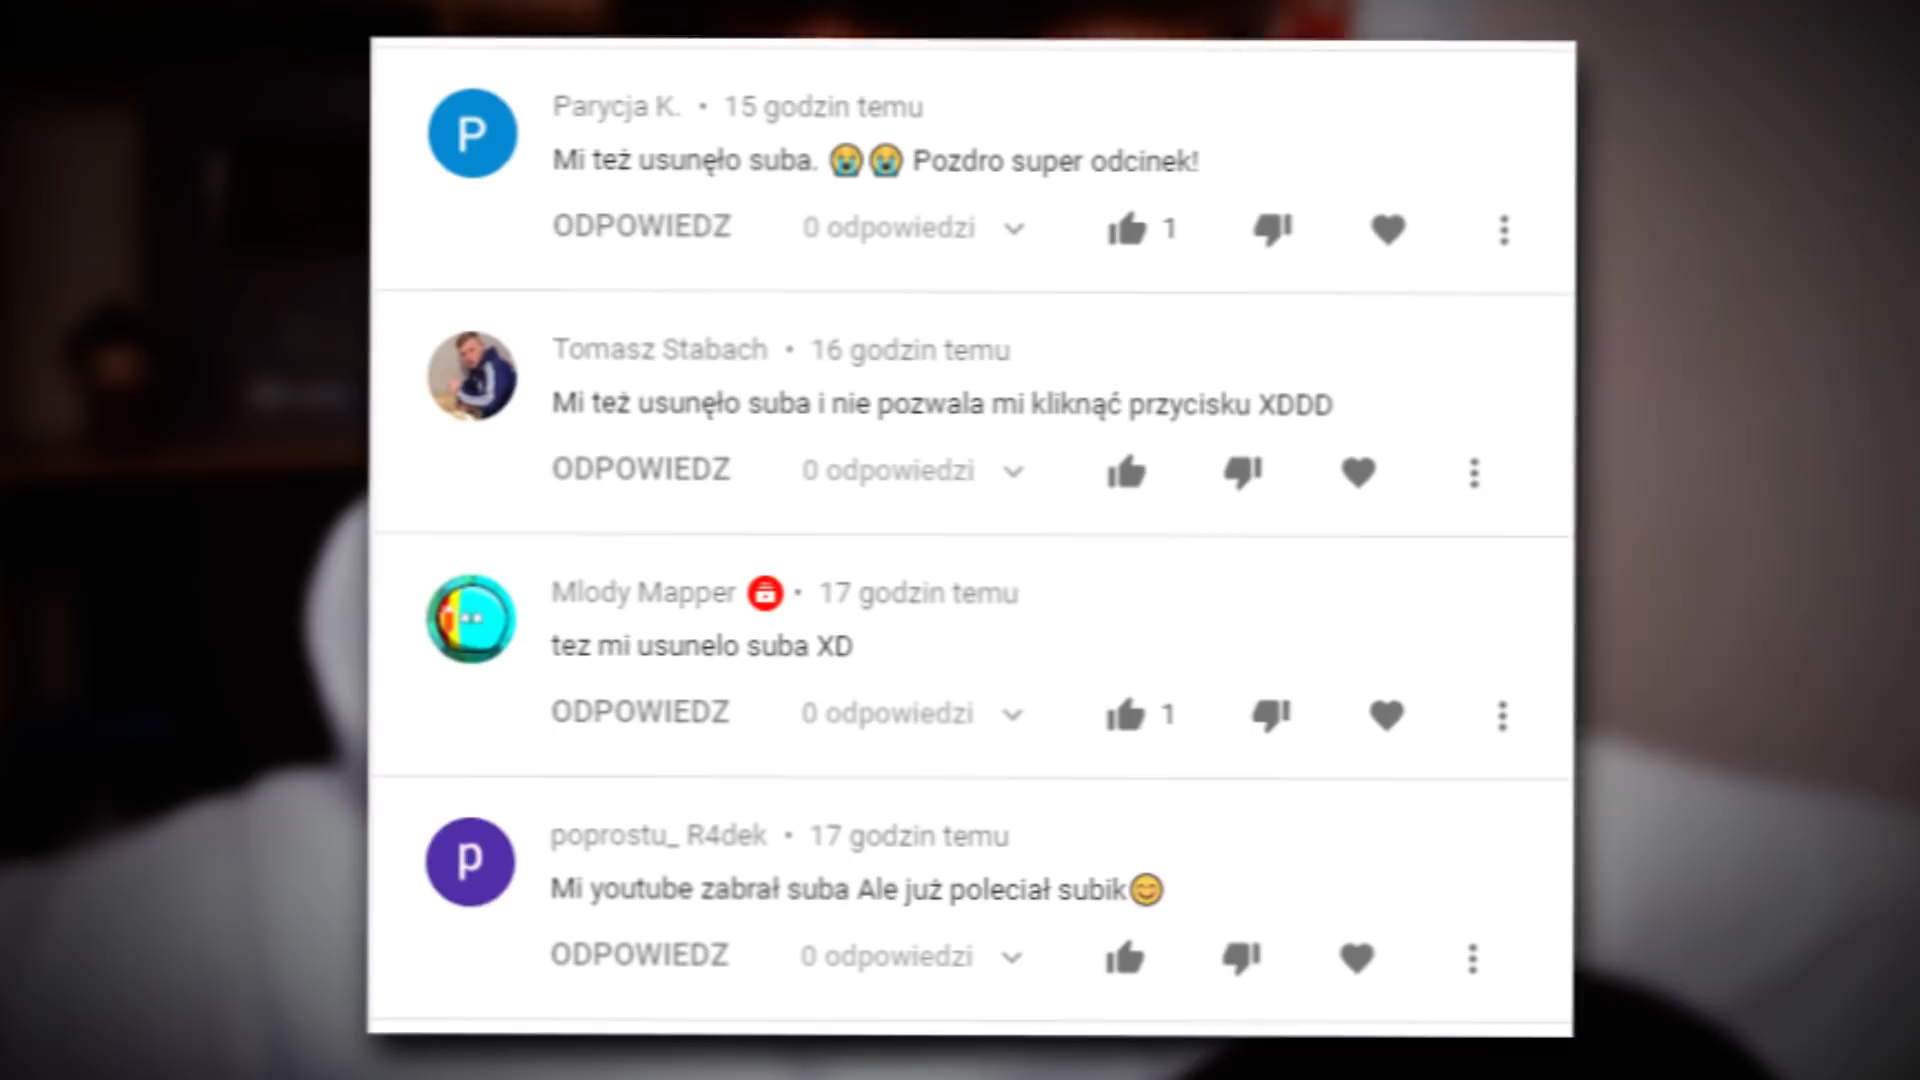 P
Parycja K. • 15 godzin temu
Mi też usunęło suba. 😭😭 Pozdro super odcinek!
ODPOWIEDZ 0 odpowiedzi 1
Tomasz Stabach • 16 godzin temu
Mi też usunęło suba i nie pozwala mi kliknąć przycisku XDDD
ODPOWIEDZ 0 odpowiedzi
Mlody Mapper • 17 godzin temu
tez mi usunelo suba XD
ODPOWIEDZ 0 odpowiedzi 1
p
poprostu_ R4dek • 17 godzin temu
Mi youtube zabrał suba Ale już poleciał subik😊
ODPOWIEDZ 0 odpowiedzi